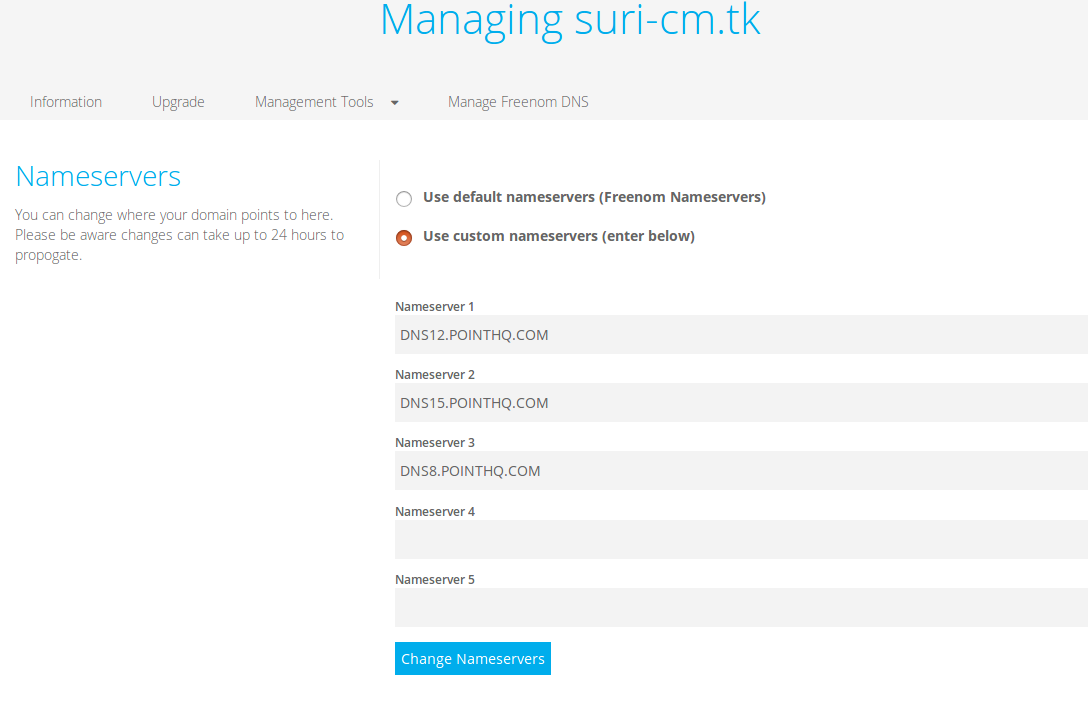 Managing suri-cm.tk
Information Upgrade Management Tools Manage Freenom DNS
Nameservers
You can change where your domain points to here.
Please be aware changes can take up to 24 hours to
propogate.
Use default nameservers (Freenom Nameservers)
Use custom nameservers (enter below)
Nameserver 1
DNS12.POINTHQ.COM
Nameserver 2
DNS15.POINTHQ.COM
Nameserver 3
DNS8.POINTHQ.COM
Nameserver 4
Nameserver 5
Change Nameservers